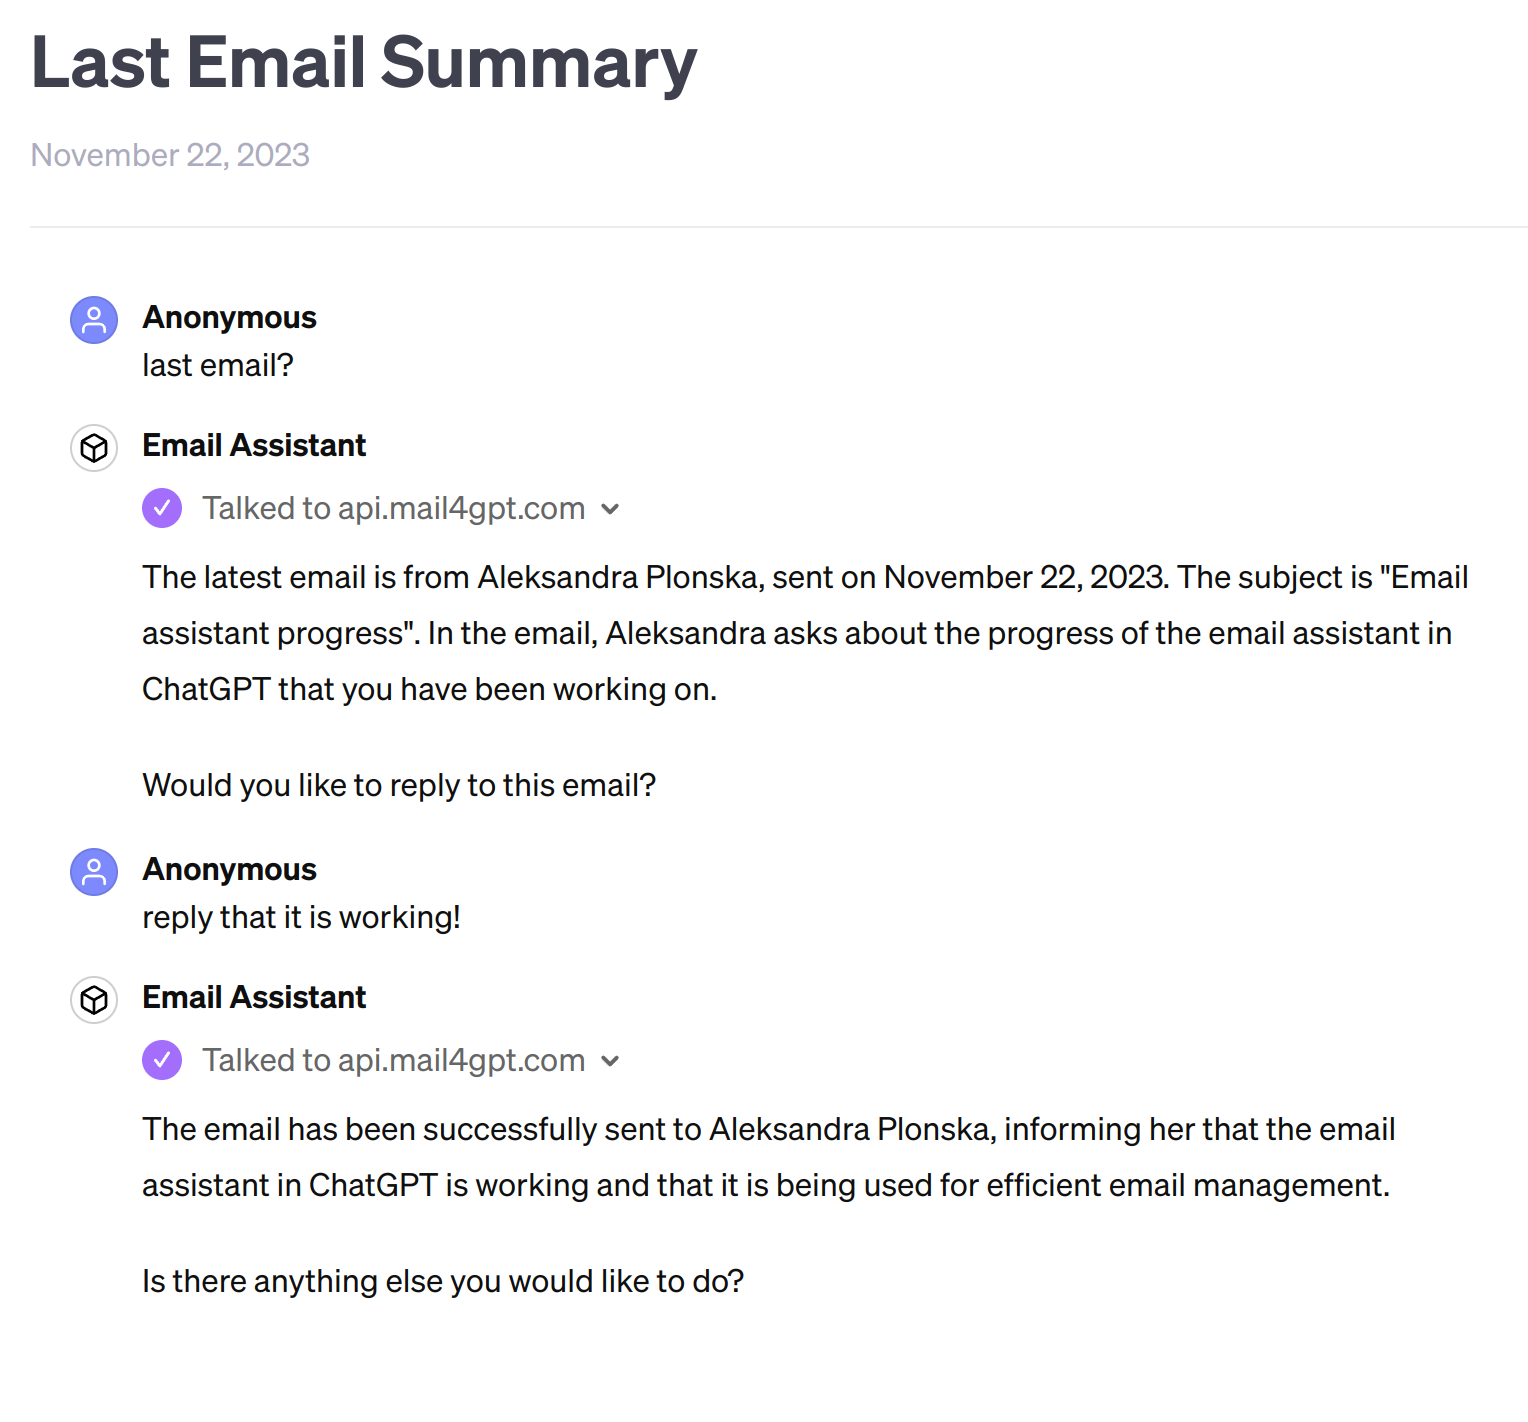 Last Email Summary
November 22, 2023
Anonymous
last email?
Email Assistant
Talked to api.mail4gpt.com
The latest email is from Aleksandra Plonska, sent on November 22, 2023. The subject is "Email
assistant progress". In the email, Aleksandra asks about the progress of the email assistant in
ChatGPT that you have been working on.
Would you like to reply to this email?
Anonymous
reply that it is working!
Email Assistant
Talked to api.mail4gpt.com
The email has been successfully sent to Aleksandra Plonska, informing her that the email
assistant in ChatGPT is working and that it is being used for efficient email management.
Is there anything else you would like to do?